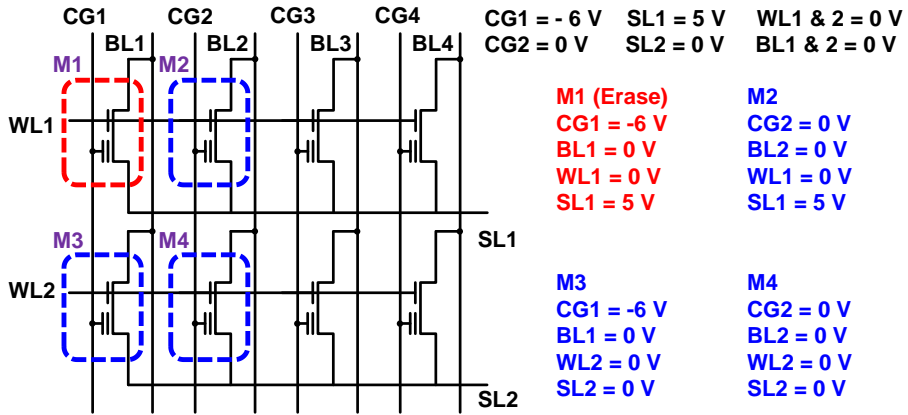 CG1 CG2 CG3 CG4
BL1 BL2 BL3 BL4
M1 M2
WL1
SL1
M3 M4
WL2
SL2
CG1 = - 6 V SL1 = 5 V WL1 & 2 = 0 V
CG2 = 0 V SL2 = 0 V BL1 & 2 = 0 V
M1 (Erase)
CG1 = -6 V
BL1 = 0 V
WL1 = 0 V
SL1 = 5 V
M2
CG2 = 0 V
BL2 = 0 V
WL1 = 0 V
SL1 = 5 V
M3
CG1 = -6 V
BL1 = 0 V
WL2 = 0 V
SL2 = 0 V
M4
CG2 = 0 V
BL2 = 0 V
WL2 = 0 V
SL2 = 0 V